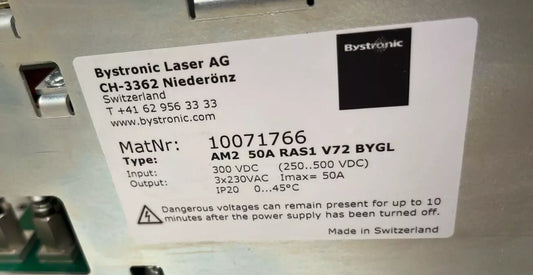 Bystronic Laser AG
CH-3362 Niederönz
Switzerland
T +41 62 956 33 33
www.bystronic.com
Bystronic
MatNr: 10071766
Type: AM2 50A RAS1 V72 BYGL
Input: 300 VDC (250..500 VDC)
Output: 3x230VAC Imax= 50A
IP20 0...45°C
Dangerous voltages can remain present for up to 10
minutes after the power supply has been turned off.
Made in Switzerland